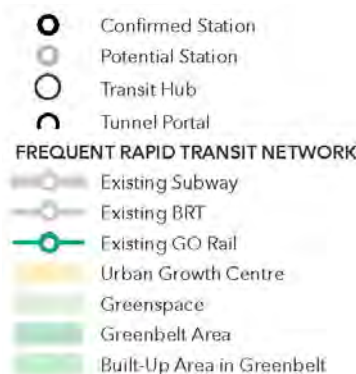 Confirmed Station
Potential Station
Transit Hub
Tunnel Portal
FREQUENT RAPID TRANSIT NETWORK
Existing Subway
Existing BRT
Existing GO Rail
Urban Growth Centre
Greenspace
Greenbelt Area
Built-Up Area in Greenbelt